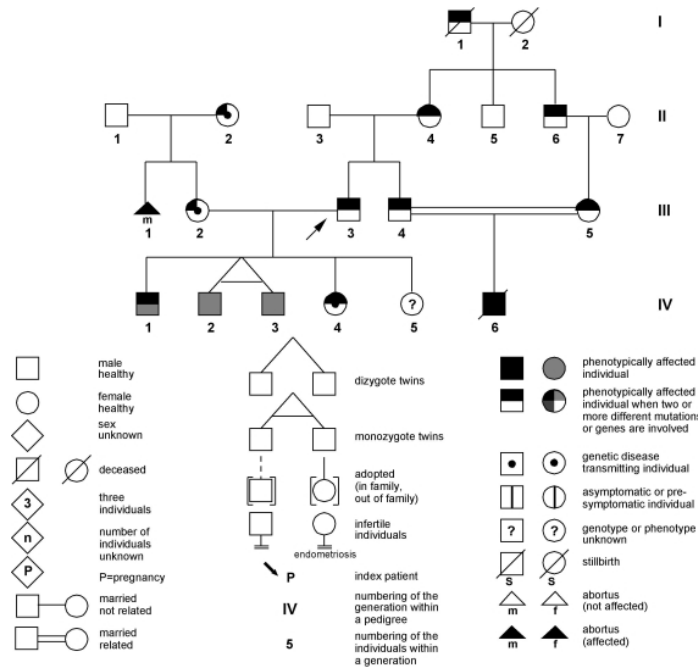 I
1 2
II
1 2 3 4 5 6 7
m
III
1 2 3 4 5
?
IV
1 2 3 4 5 6
male
healthy
female
healthy
sex
unknown
deceased
3
three
individuals
n
number of
individuals
unknown
P
P=pregnancy
married
not related
married
related
dizygote twins
monozygote twins
adopted
(in family,
out of family)
infertile
individuals
endometriosis
P
index patient
IV
numbering of the
generation within
a pedigree
5
numbering of the
individuals within
a generation
phenotypically affected
individual
phenotypically affected
individual when two or
more different mutations
or genes are involved
genetic disease
transmitting individual
asymptomatic or pre-
symptomatic individual
? ?
genotype or phenotype
unknown
stillbirth
S S
abortus
(not affected)
m f
abortus
(affected)
m f